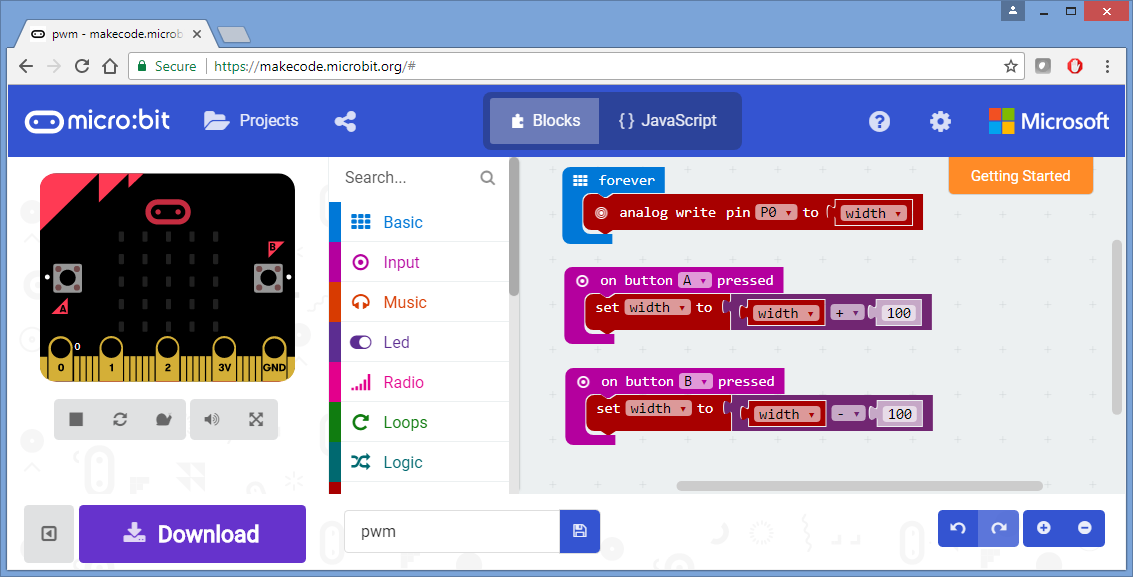 pwm - makecode.microb
Secure https://makecode.microbit.org/#
micro:bit Projects Blocks {} JavaScript ? Microsoft
Search...
Basic
Input
Music
Led
Radio
Loops
Logic
B
A
0
0 1 2 3V GND
Getting Started
forever
analog write pin P0 to width
on button A pressed
set width to width + 100
on button B pressed
set width to width - 100
Download
pwm